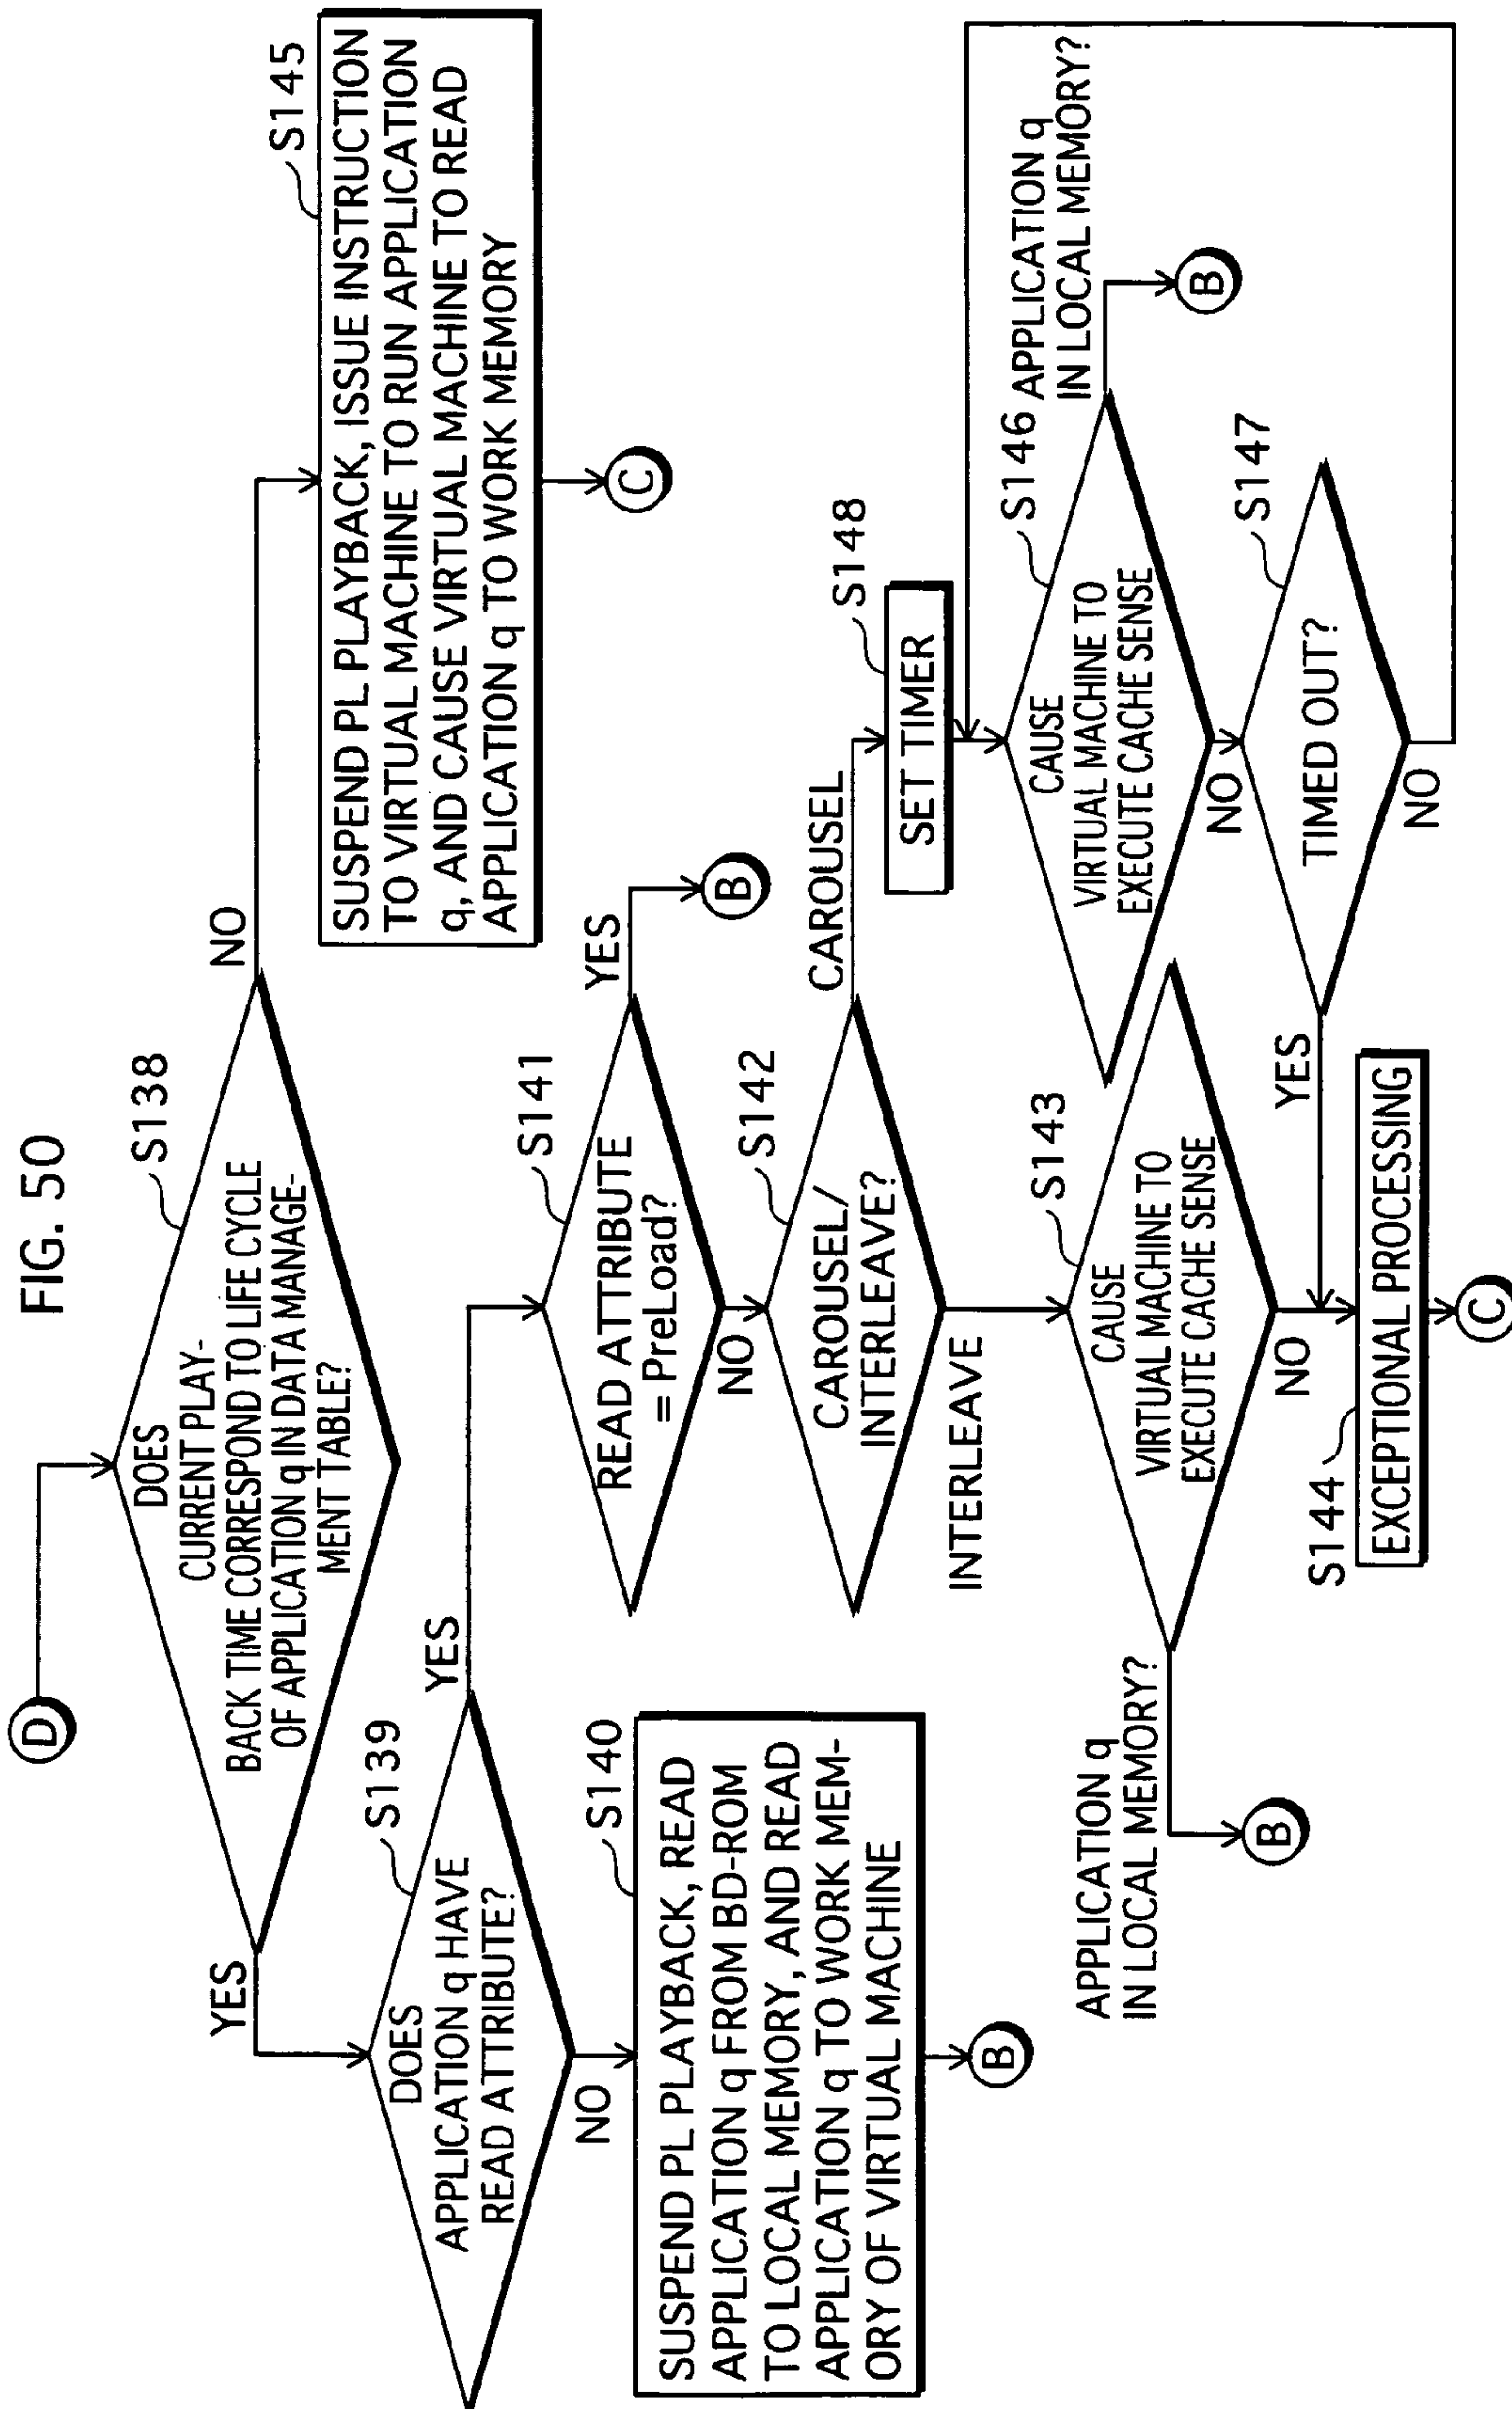 FIG. 50
D
S138
DOES
CURRENT PLAY-
BACK TIME CORRESPOND TO LIFE CYCLE
OF APPLICATION q IN DATA MANAGE-
MENT TABLE?
YES
NO
S139
DOES
APPLICATION q HAVE
READ ATTRIBUTE?
YES
NO
S140
SUSPEND PL PLAYBACK, READ
APPLICATION q FROM BD-ROM
TO LOCAL MEMORY, AND READ
APPLICATION q TO WORK MEM-
ORY OF VIRTUAL MACHINE
B
S145
SUSPEND PL PLAYBACK, ISSUE INSTRUCTION
TO VIRTUAL MACHINE TO RUN APPLICATION
q, AND CAUSE VIRTUAL MACHINE TO READ
APPLICATION q TO WORK MEMORY
C
S141
READ ATTRIBUTE
= PreLoad?
YES
B
NO
S142
CAROUSEL/
INTERLEAVE?
CAROUSEL
INTERLEAVE
S143
CAUSE
VIRTUAL MACHINE TO
EXECUTE CACHE SENSE
APPLICATION q
IN LOCAL MEMORY?
B
NO
S144
EXCEPTIONAL PROCESSING
C
S148
SET TIMER
S146
CAUSE
VIRTUAL MACHINE TO
EXECUTE CACHE SENSE
APPLICATION q
IN LOCAL MEMORY?
B
NO
S147
TIMED OUT?
YES
NO